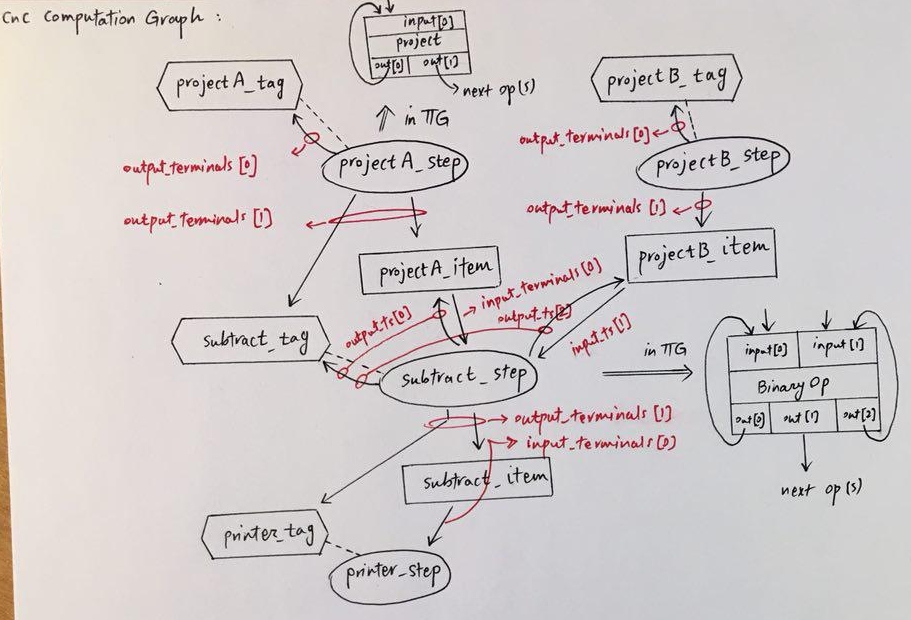 CnC Computation Graph :
input[0]
project
out[0] out[1]
next op(s)
projectA_tag
in TTG
projectB_tag
output_terminals [0]
output_terminals [0]
projectA_step
projectB_step
output_terminals [1]
output_terminals [1]
projectA_item
projectB_item
input_terminals [0]
output_ts[0]
output_ts[2]
input_ts[1]
subtract_tag
subtract_step
in TTG
input[0] input[1]
Binary Op
out[0] out[1] out[2]
next op(s)
output_terminals [1]
input_terminals [0]
subtract_item
printer_tag
printer_step